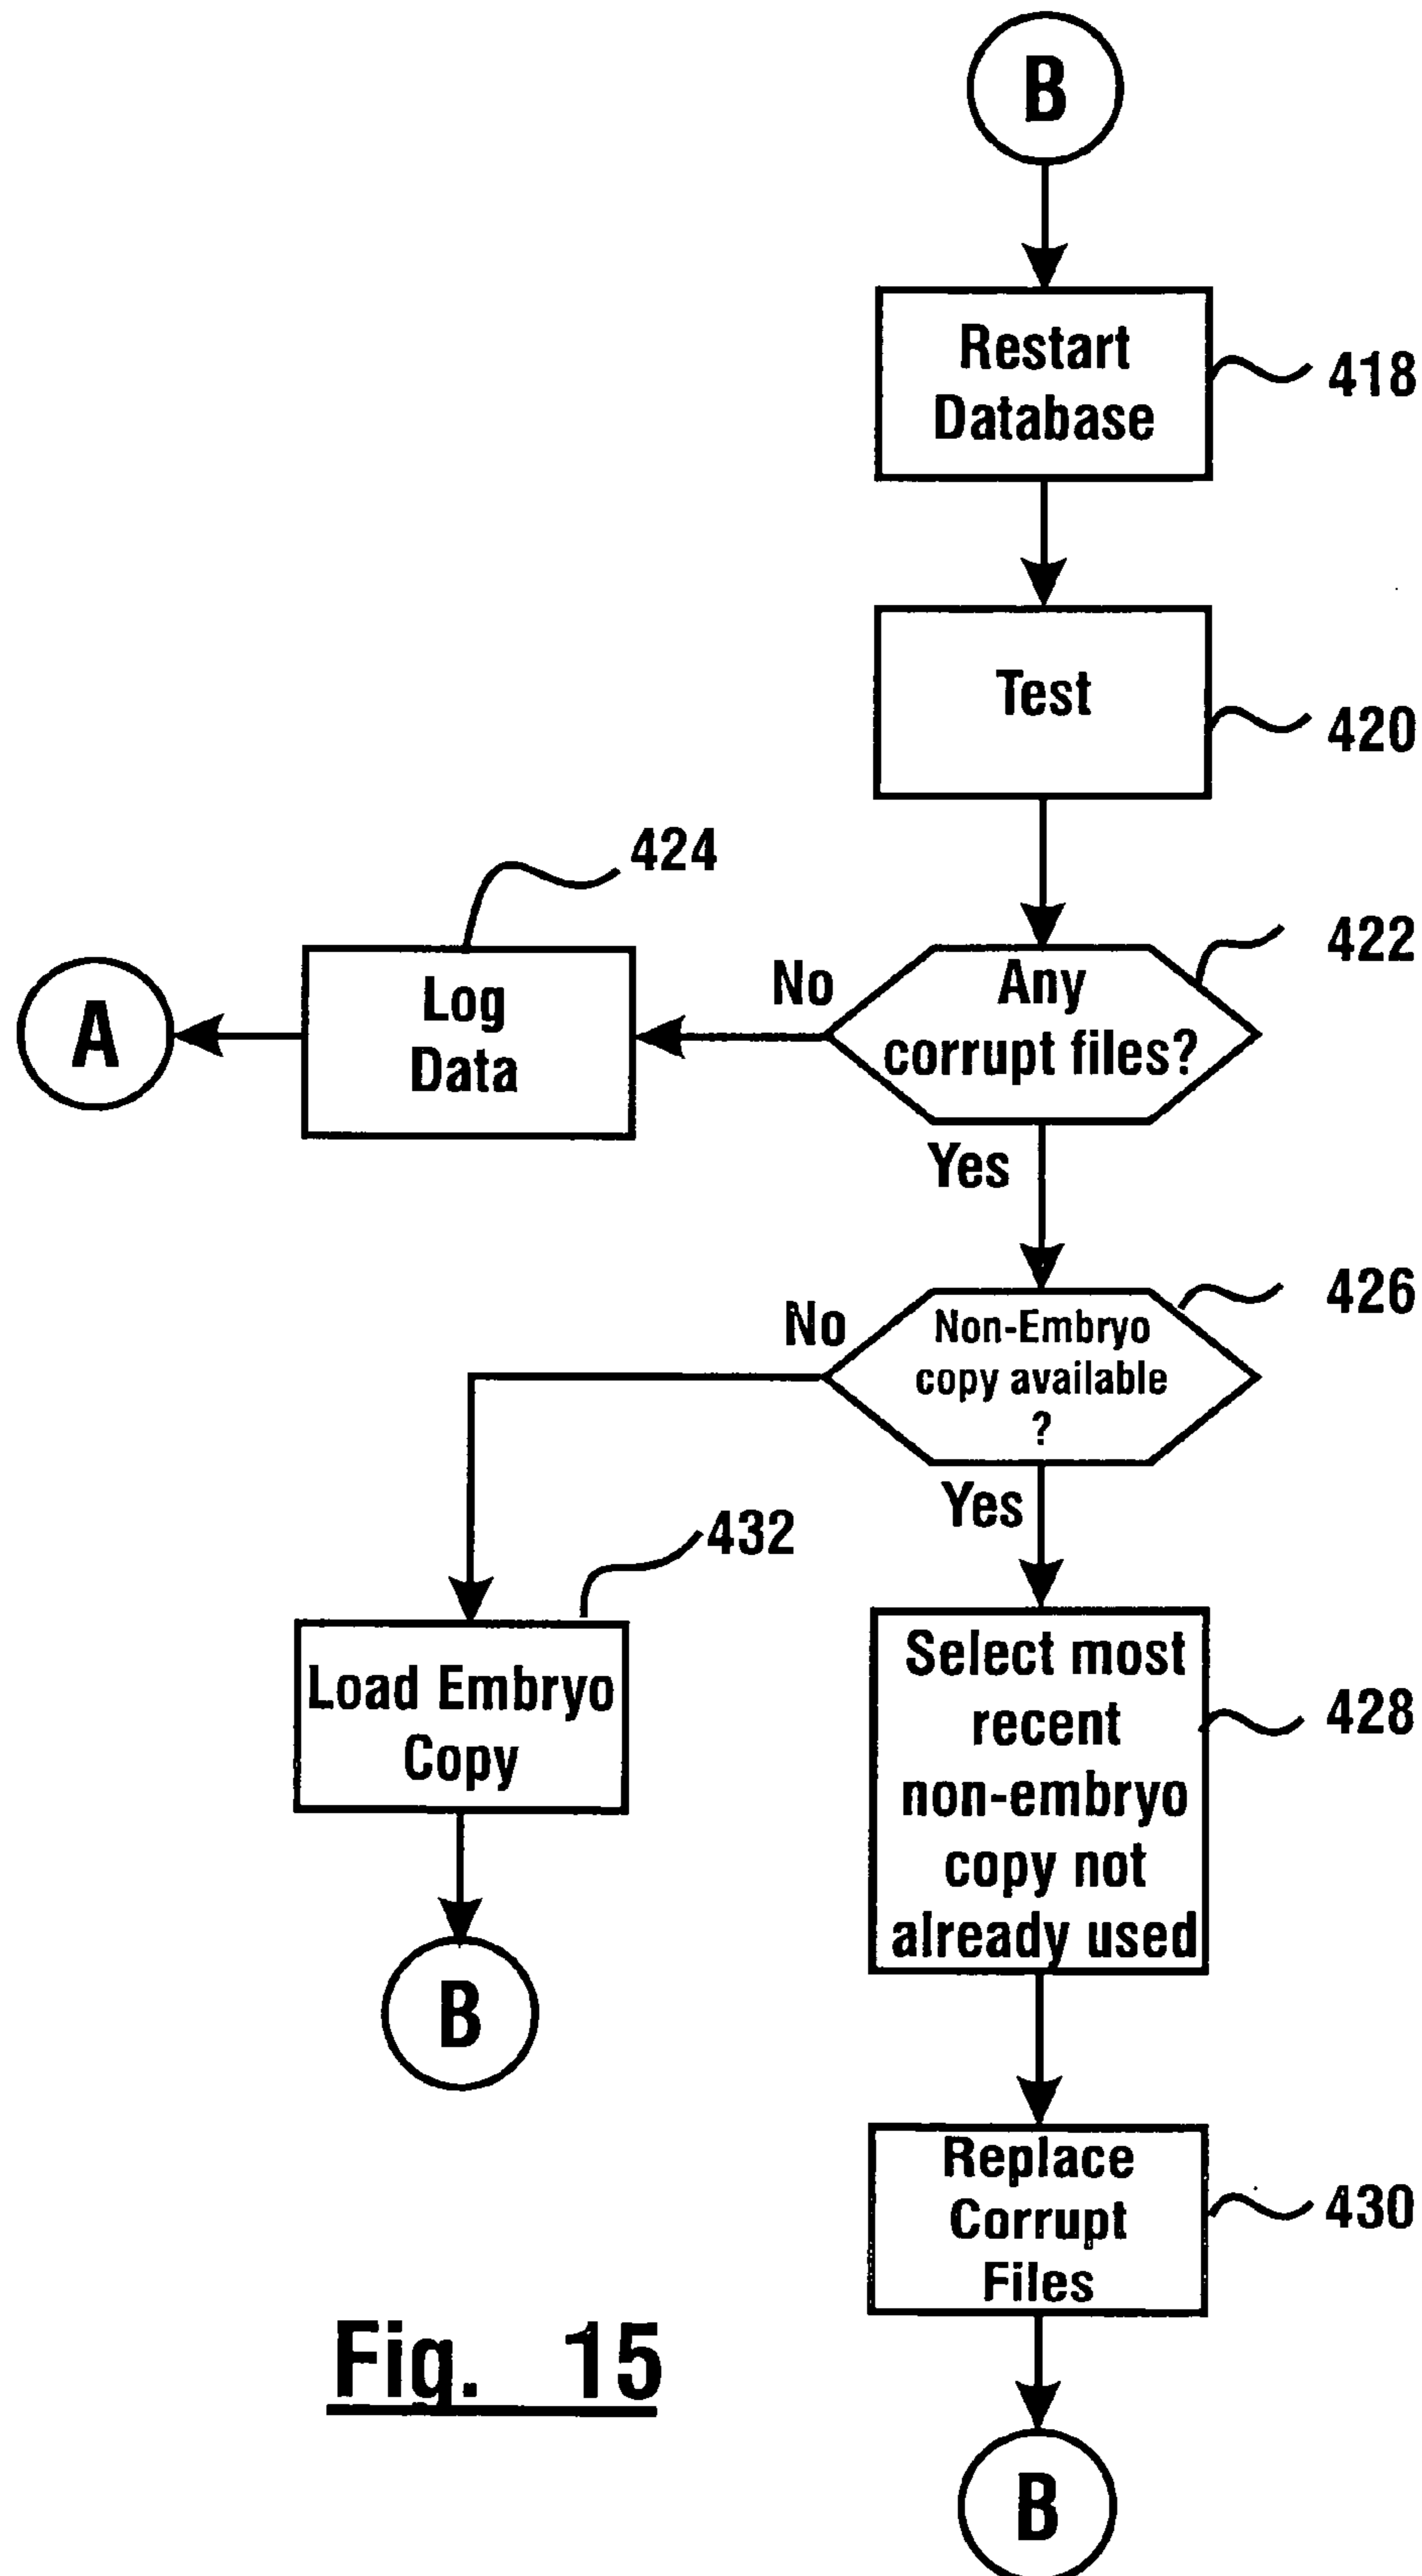 B
Restart
Database
418
Test
420
424
422
Any
corrupt files?
No
Log
Data
A
Yes
426
No
Non-Embryo
copy available
?
Yes
432
Load Embryo
Copy
B
Select most
recent
non-embryo
copy not
already used
428
Replace
Corrupt
Files
430
B
Fig. 15